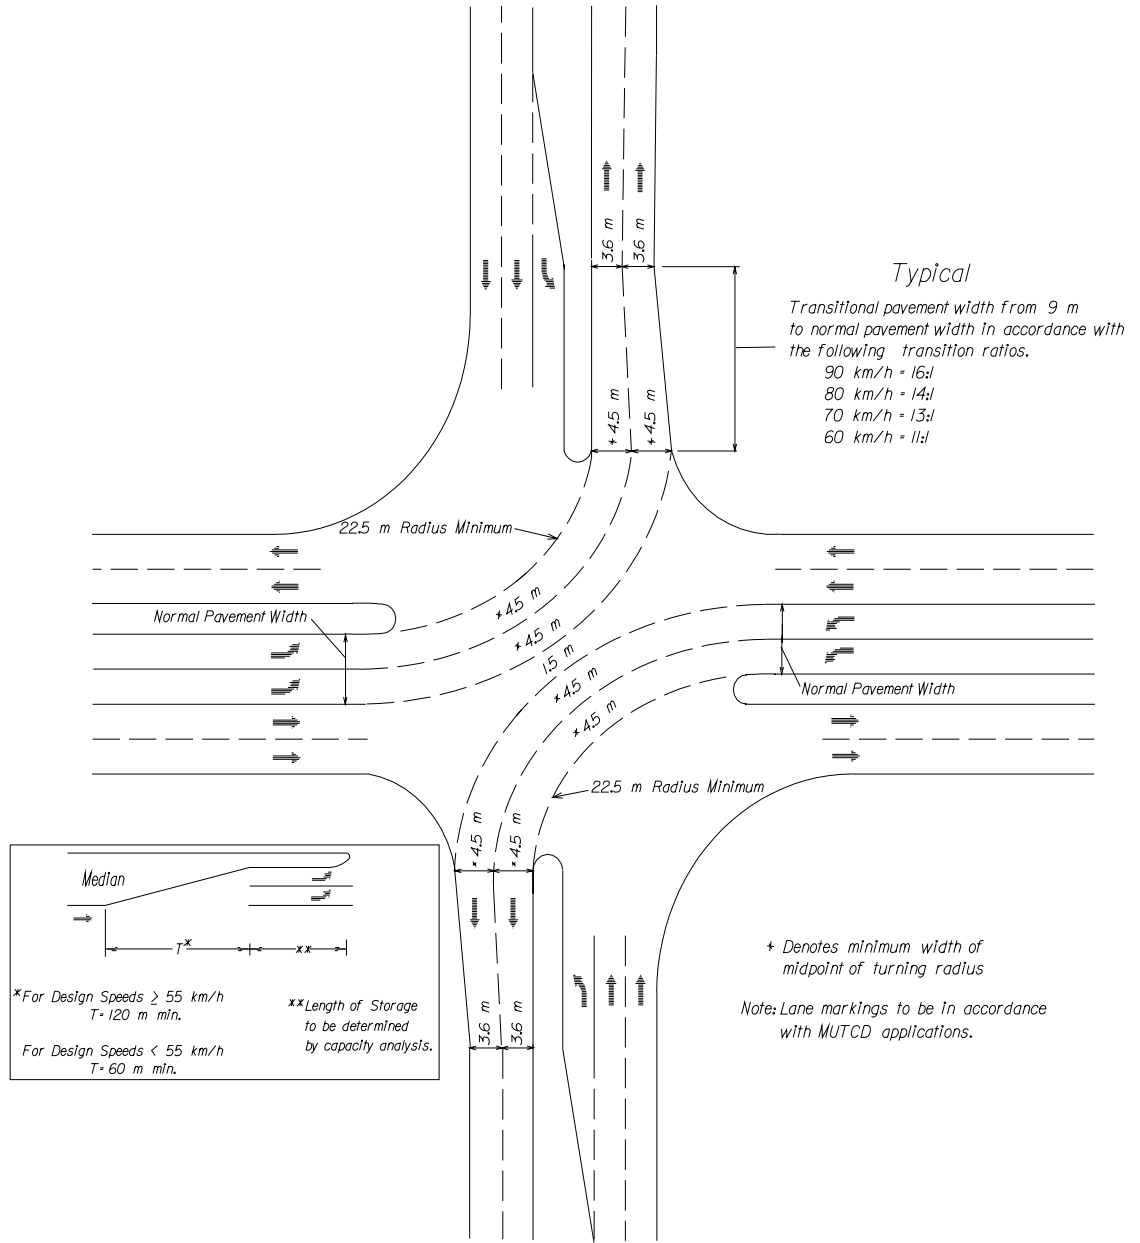 3.6 m
3.6 m
Typical
Transitional pavement width from 9 m
to normal pavement width in accordance with
the following transition ratios.
90 km/h = 16:1
80 km/h = 14:1
70 km/h = 13:1
60 km/h = 11:1
+ 4.5 m
+ 4.5 m
22.5 m Radius Minimum
Normal Pavement Width
* 4.5 m
* 4.5 m
1.5 m
* 4.5 m
* 4.5 m
Normal Pavement Width
22.5 m Radius Minimum
* 4.5 m
* 4.5 m
Median
T*
**
*For Design Speeds ≥ 55 km/h
T= 120 m min.
For Design Speeds < 55 km/h
T= 60 m min.
**Length of Storage
to be determined
by capacity analysis.
3.6 m
3.6 m
+ Denotes minimum width of
midpoint of turning radius
Note: Lane markings to be in accordance
with MUTCD applications.